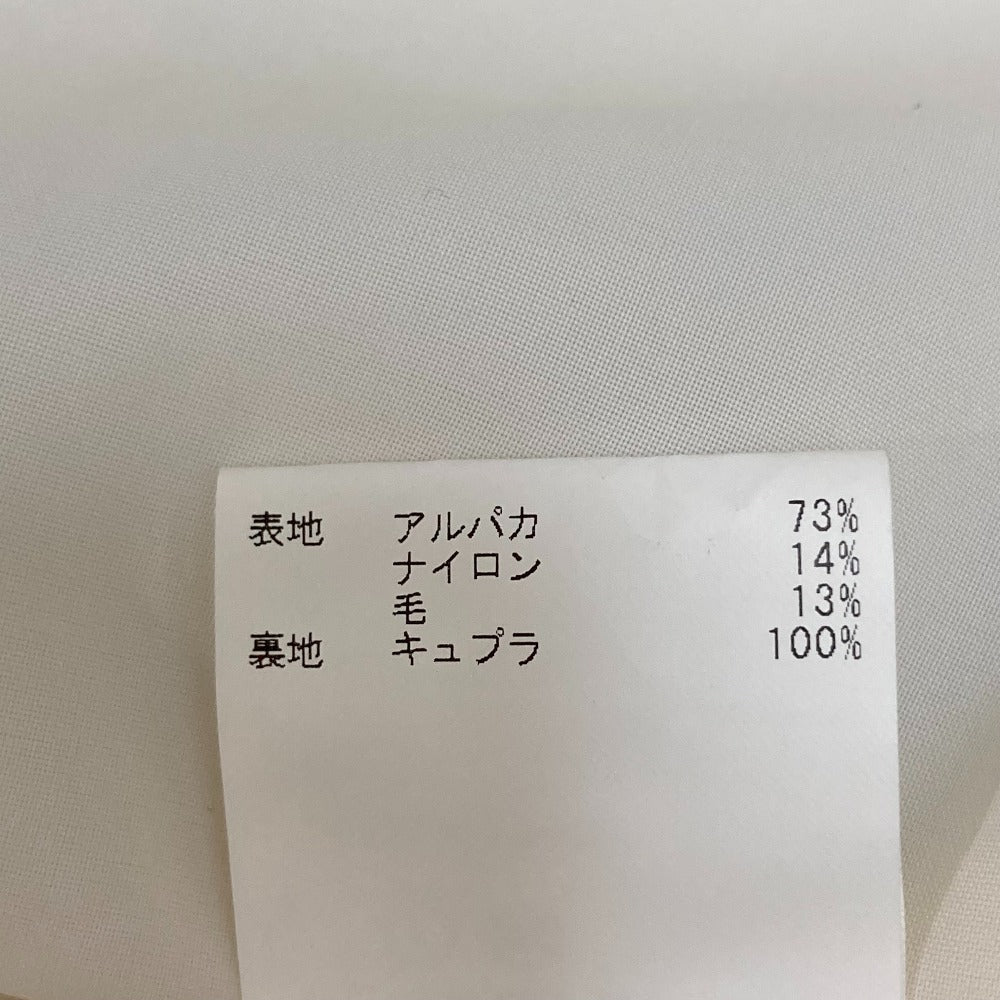 表地 アルパカ 73%
ナイロン 14%
毛 13%
裏地 キュプラ 100%